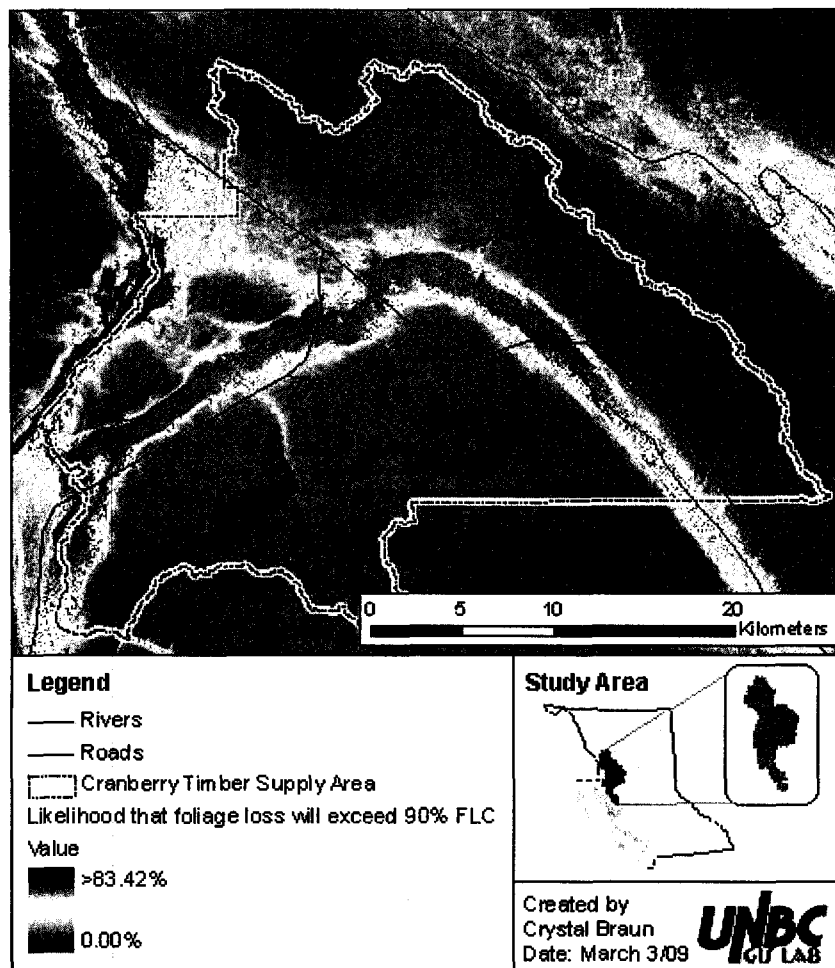 0 5 10 20
Kilometers
Legend
Rivers
Roads
Cranberry Timber Supply Area
Likelihood that foliage loss will exceed 90% FLC
Value
>83.42%
0.00%
Study Area
Created by
Crystal Braun
Date: March 3/09
UNBC
GIS LAB